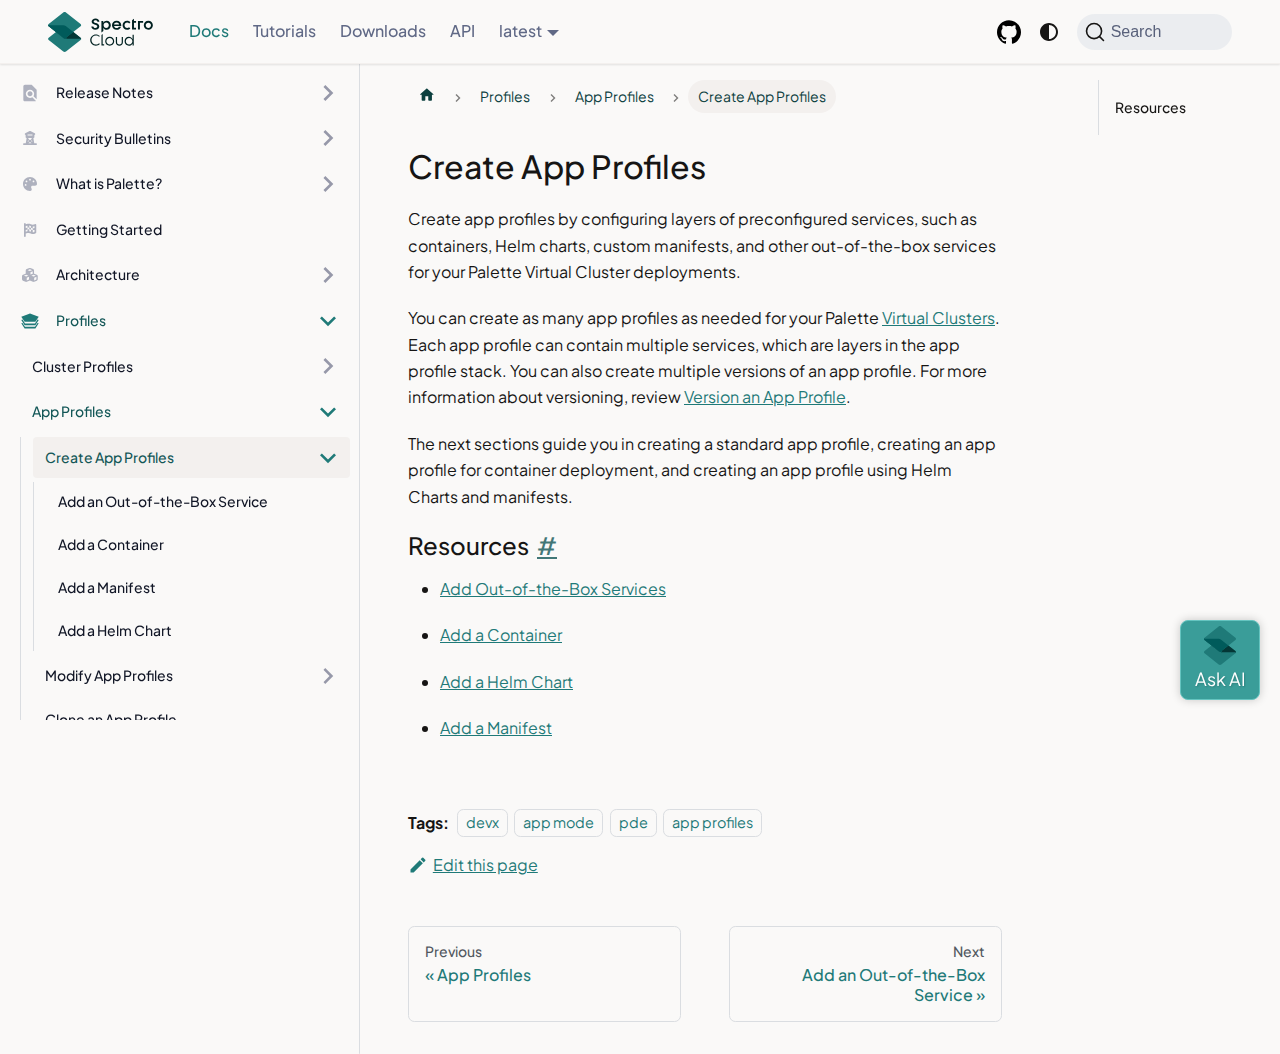 Spectro Cloud
Docs
Tutorials
Downloads
API
latest
Search
Release Notes
Security Bulletins
What is Palette?
Getting Started
Architecture
Profiles
Cluster Profiles
App Profiles
Create App Profiles
Add an Out-of-the-Box Service
Add a Container
Add a Manifest
Add a Helm Chart
Modify App Profiles
Clone an App Profile
Profiles
App Profiles
Create App Profiles
Create App Profiles
Create app profiles by configuring layers of preconfigured services, such as
containers, Helm charts, custom manifests, and other out-of-the-box services
for your Palette Virtual Cluster deployments.
You can create as many app profiles as needed for your Palette Virtual Clusters.
Each app profile can contain multiple services, which are layers in the app
profile stack. You can also create multiple versions of an app profile. For more
information about versioning, review Version an App Profile.
The next sections guide you in creating a standard app profile, creating an app
profile for container deployment, and creating an app profile using Helm
Charts and manifests.
Resources #
Add Out-of-the-Box Services
Add a Container
Add a Helm Chart
Add a Manifest
Tags: devx app mode pde app profiles
Edit this page
Previous
« App Profiles
Next
Add an Out-of-the-Box
Service »
Resources
Ask AI